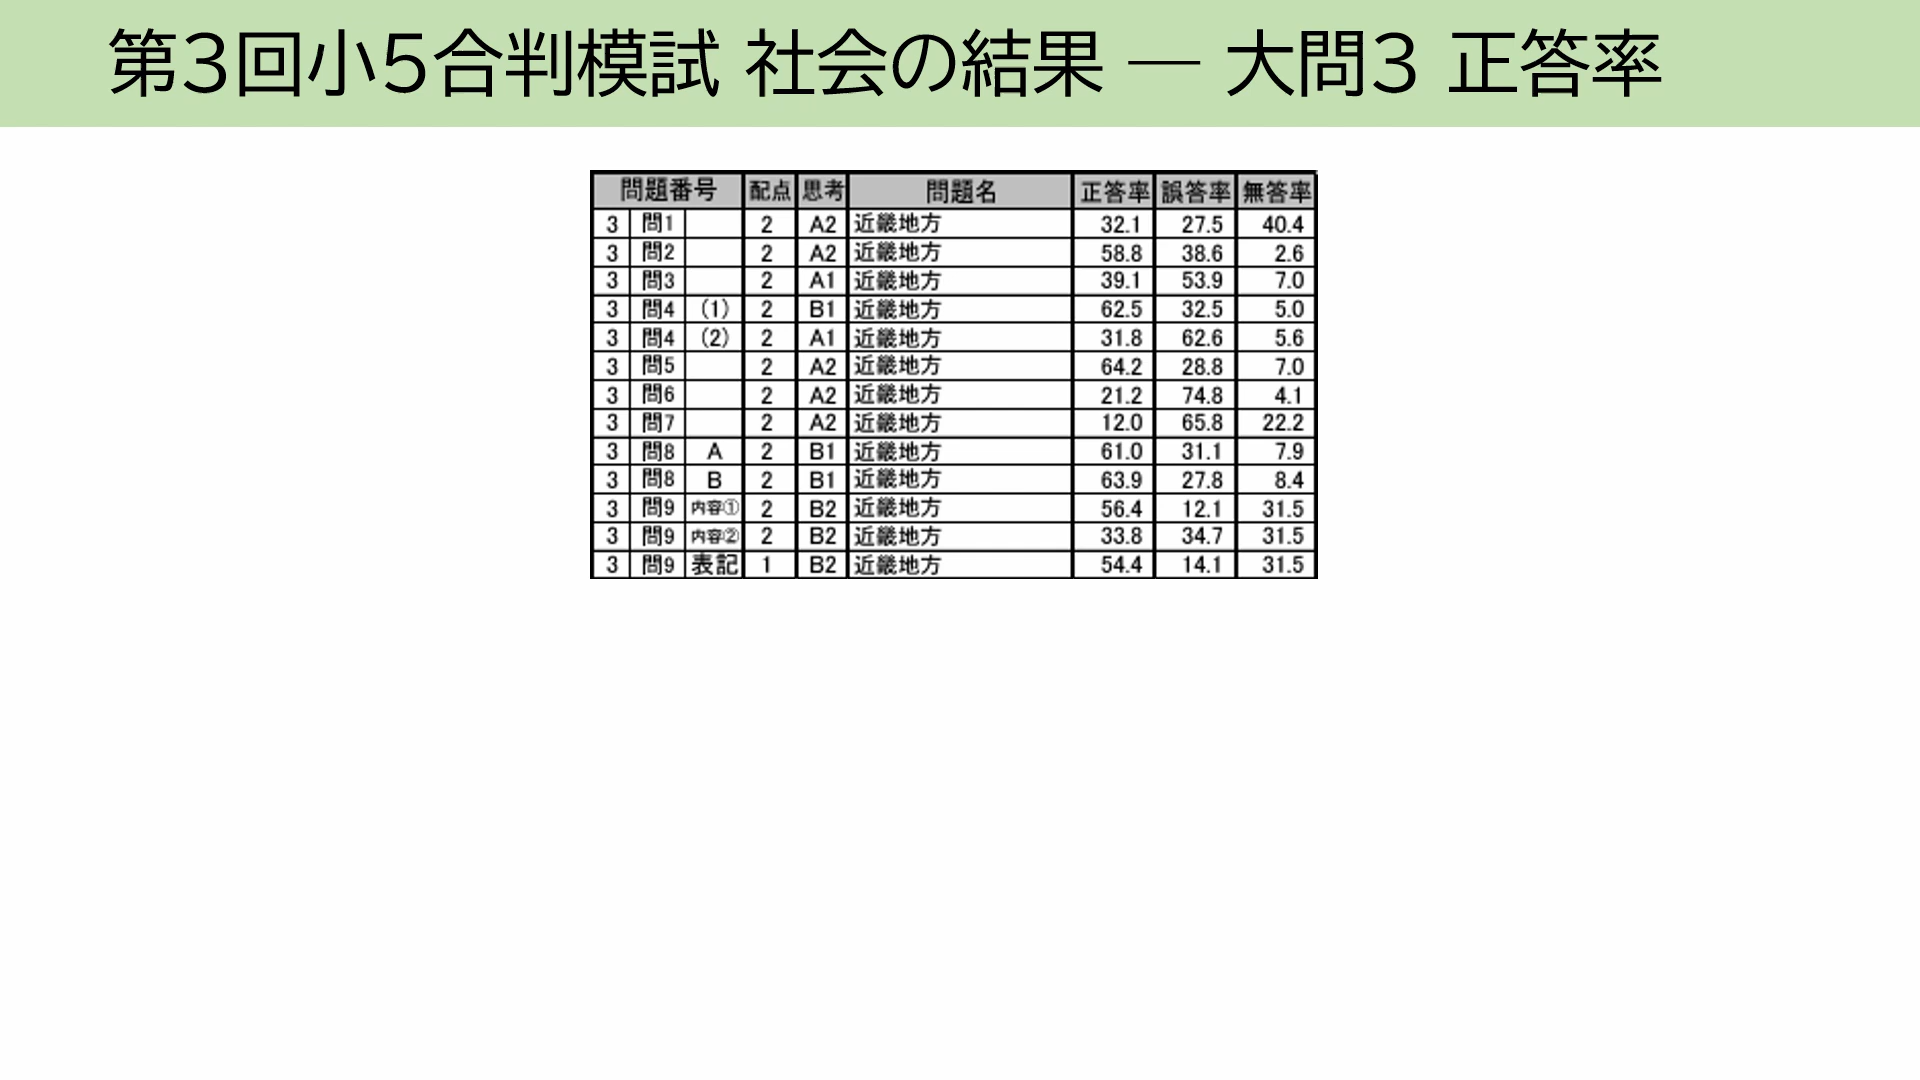 第3回小5合判模試 社会の結果 ― 大問3 正答率
問題番号 配点 思考 問題名 正答率 誤答率 無答率
3 問1 2 A2 近畿地方 32.1 27.5 40.4
3 問2 2 A2 近畿地方 58.8 38.6 2.6
3 問3 2 A1 近畿地方 39.1 53.9 7.0
3 問4 (1) 2 B1 近畿地方 62.5 32.5 5.0
3 問4 (2) 2 A1 近畿地方 31.8 62.6 5.6
3 問5 2 A2 近畿地方 64.2 28.8 7.0
3 問6 2 A2 近畿地方 21.2 74.8 4.1
3 問7 2 A2 近畿地方 12.0 65.8 22.2
3 問8 A 2 B1 近畿地方 61.0 31.1 7.9
3 問8 B 2 B1 近畿地方 63.9 27.8 8.4
3 問9 内容① 2 B2 近畿地方 56.4 12.1 31.5
3 問9 内容② 2 B2 近畿地方 33.8 34.7 31.5
3 問9 表記 1 B2 近畿地方 54.4 14.1 31.5